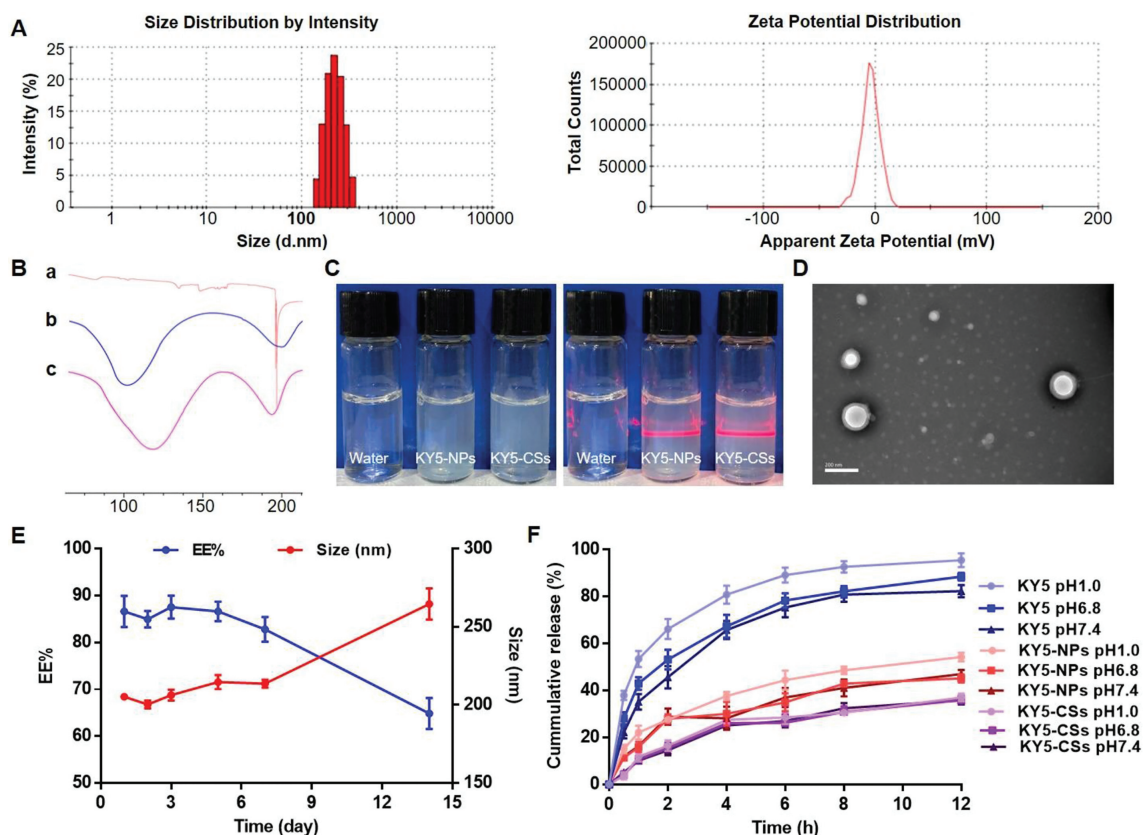 A
Size Distribution by Intensity
25
20
15
10
5
0
Intensity (%)
1
10
100
1000
10000
Size (d.nm)
Zeta Potential Distribution
200000
150000
100000
50000
0
Total Counts
-100
0
100
200
Apparent Zeta Potential (mV)
B
a
b
c
100
150
200
C
Water
KY5-NPs
KY5-CSs
Water
KY5-NPs
KY5-CSs
D
200 nm
E
EE%
Size (nm)
100
90
80
70
60
50
EE%
300
250
200
150
Size (nm)
0
3
6
9
12
15
Time (day)
F
100
80
60
40
20
0
Cummulative release (%)
0
2
4
6
8
10
12
Time (h)
KY5 pH1.0
KY5 pH6.8
KY5 pH7.4
KY5-NPs pH1.0
KY5-NPs pH6.8
KY5-NPs pH7.4
KY5-CSs pH1.0
KY5-CSs pH6.8
KY5-CSs pH7.4